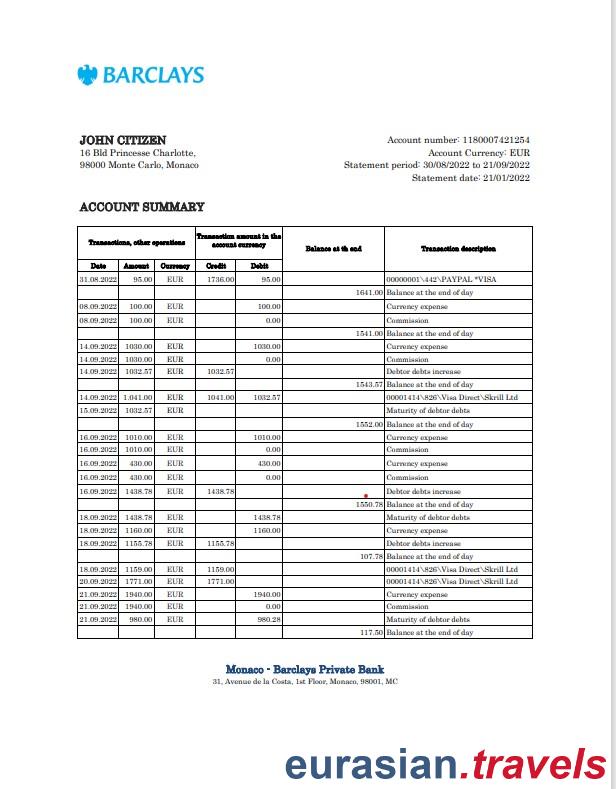 BARCLAYS
JOHN CITIZEN
16 Bld Princesse Charlotte,
98000 Monte Carlo, Monaco
Account number: 1180007421254
Account Currency: EUR
Statement period: 30/08/2022 to 21/09/2022
Statement date: 21/01/2022
ACCOUNT SUMMARY
Transactions, other operations Transaction amount in the account currency Balance at th end Transaction description
Date Amount Currency Credit Debit
31.08.2022 95.00 EUR 1736.00 95.00 00000001\442\PAYPAL *VISA
1641.00 Balance at the end of day
08.09.2022 100.00 EUR 100.00 Currency expense
08.09.2022 100.00 EUR 0.00 Commission
1541.00 Balance at the end of day
14.09.2022 1030.00 EUR 1030.00 Currency expense
14.09.2022 1030.00 EUR 0.00 Commission
14.09.2022 1032.57 EUR 1032.57 Debtor debts increase
1543.57 Balance at the end of day
14.09.2022 1.041.00 EUR 1041.00 1032.57 00001414\826\Visa Direct\Skrill Ltd
15.09.2022 1032.57 EUR Maturity of debtor debts
1552.00 Balance at the end of day
16.09.2022 1010.00 EUR 1010.00 Currency expense
16.09.2022 1010.00 EUR 0.00 Commission
16.09.2022 430.00 EUR 430.00 Commission
16.09.2022 430.00 EUR 0.00 Commission
16.09.2022 1438.78 EUR 1438.78 Debtor debts increase
1550.78 Balance at the end of day
18.09.2022 1438.78 EUR 1438.78 Maturity of debtor debts
18.09.2022 1160.00 EUR 1160.00 Currency expense
18.09.2022 1155.78 EUR 1155.78 Debtor debts increase
107.78 Balance at the end of day
18.09.2022 1159.00 EUR 1159.00 00001414\826\Visa Direct\Skrill Ltd
20.09.2022 1771.00 EUR 1771.00 00001414\826\Visa Direct\Skrill Ltd
21.09.2022 1940.00 EUR 1940.00 Currency expense
21.09.2022 1940.00 EUR 0.00 Commission
21.09.2022 980.00 EUR 980.28 Maturity of debtor debts
117.50 Balance at the end of day
Monaco - Barclays Private Bank
31, Avenue de la Costa, 1st Floor, Monaco, 98001, MC
eurasian.travels